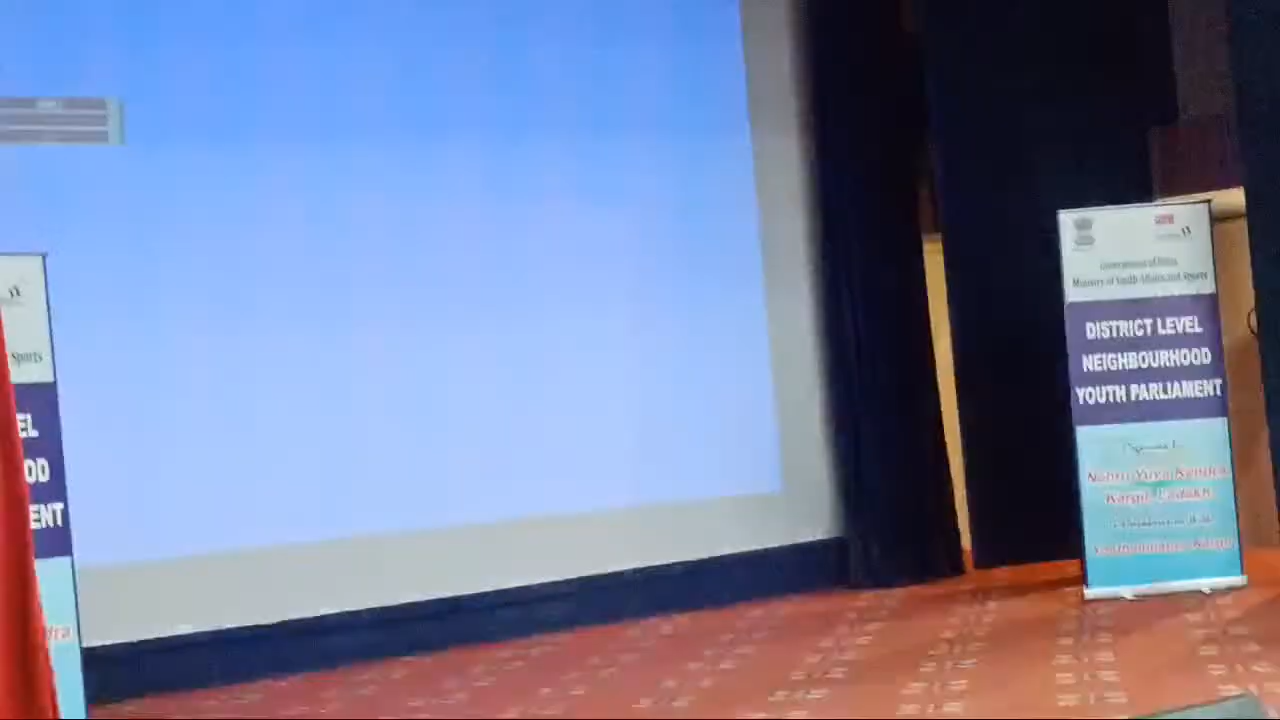 Sports
EL
OD
ENT
dra
Government of India
Ministry of Youth Affairs and Sports
DISTRICT LEVEL
NEIGHBOURHOOD
YOUTH PARLIAMENT
Nehru Yuva Kendra
Kargil, Ladakh